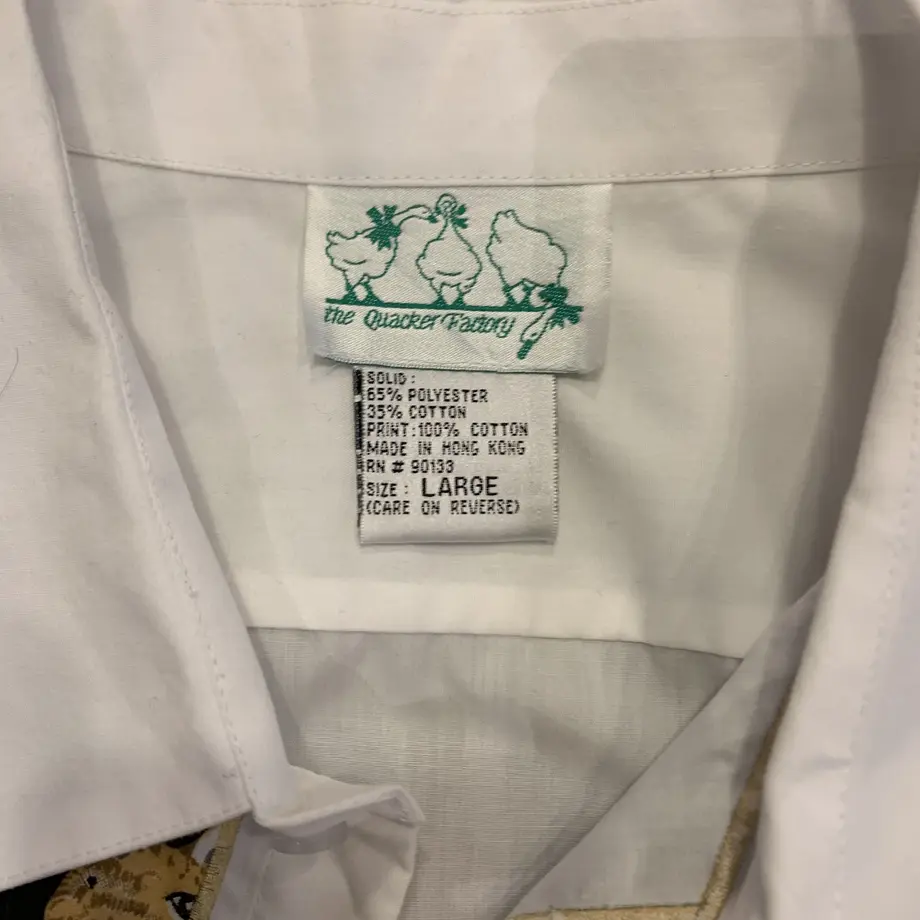 the Quacker Factory
SOLID :
65% POLYESTER
35% COTTON
PRINT:100% COTTON
MADE IN HONG KONG
RN # 90133
SIZE : LARGE
(CARE ON REVERSE)